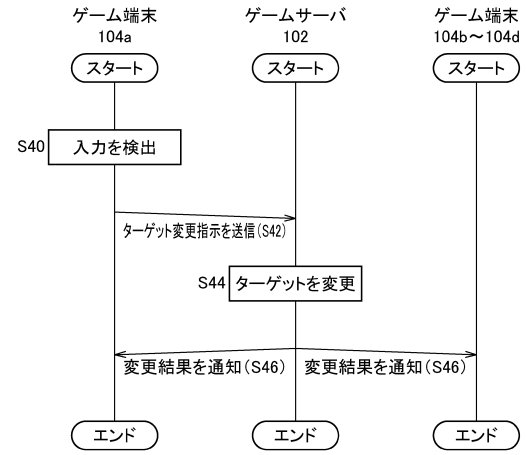 ゲーム端末
104a
ゲームサーバ
102
ゲーム端末
104b～104d
スタート
スタート
スタート
S40
入力を検出
ターゲット変更指示を送信(S42)
S44
ターゲットを変更
変更結果を通知(S46)
変更結果を通知(S46)
エンド
エンド
エンド